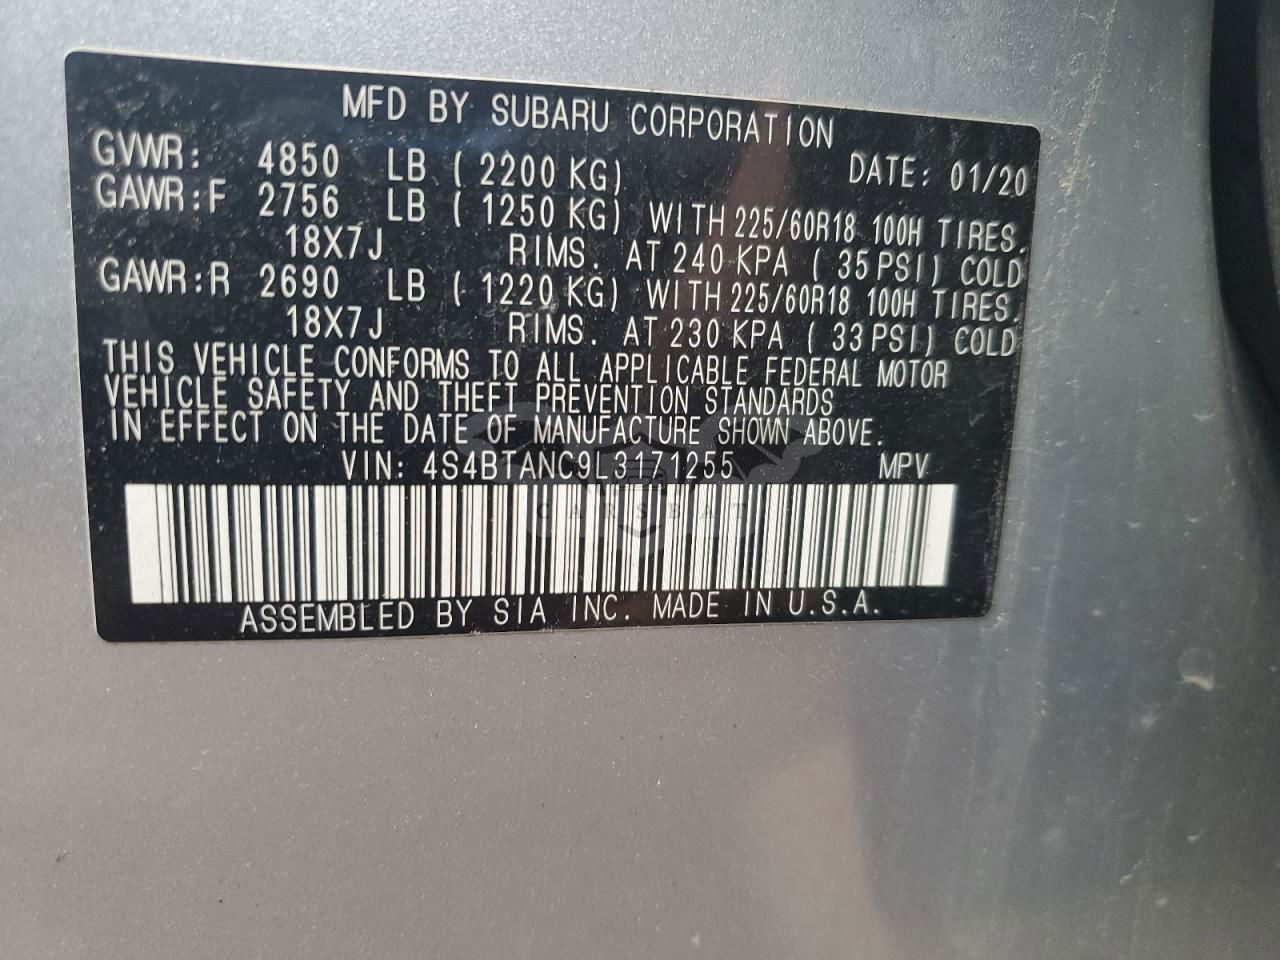 MFD BY SUBARU CORPORATION
GVWR: 4850 LB ( 2200 KG) DATE: 01/20
GAWR:F 2756 LB ( 1250 KG) WITH 225/60R18 100H TIRES.
18X7J RIMS. AT 240 KPA ( 35 PSI) COLD
GAWR:R 2690 LB ( 1220 KG) WITH 225/60R18 100H TIRES.
18X7J RIMS. AT 230 KPA ( 33 PSI) COLD
THIS VEHICLE CONFORMS TO ALL APPLICABLE FEDERAL MOTOR
VEHICLE SAFETY AND THEFT PREVENTION STANDARDS
IN EFFECT ON THE DATE OF MANUFACTURE SHOWN ABOVE.
VIN: 4S4BTANC9L3171255 MPV
CARSBAT
ASSEMBLED BY SIA INC. MADE IN U.S.A.